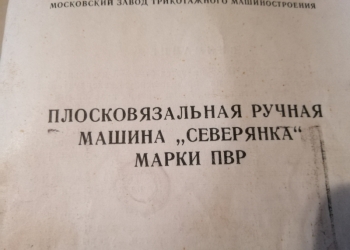 МОСКОВСКИЙ ЗАВОД ТРИКОТАЖНОГО МАШИНОСТРОЕНИЯ
ПЛОСКОВЯЗАЛЬНАЯ РУЧНАЯ
МАШИНА „СЕВЕРЯНКА“
МАРКИ ПВР